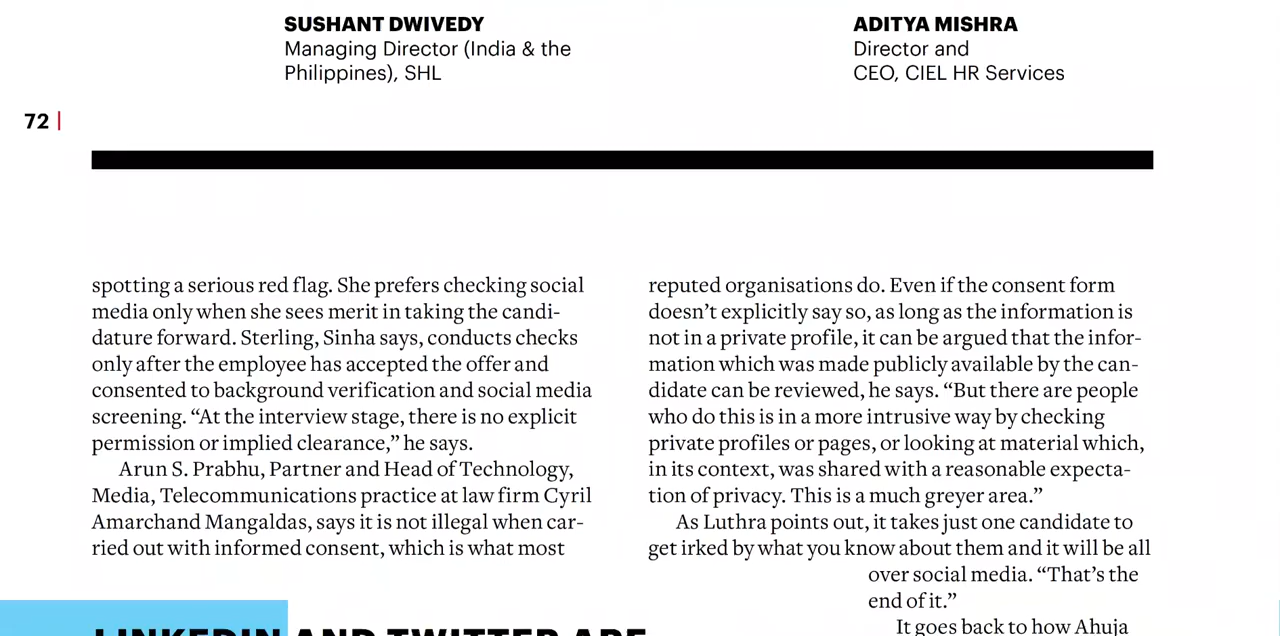 SUSHANT DWIVEDY
Managing Director (India & the
Philippines), SHL
ADITYA MISHRA
Director and
CEO, CIEL HR Services
72 |
spotting a serious red flag. She prefers checking social
media only when she sees merit in taking the candi-
dature forward. Sterling, Sinha says, conducts checks
only after the employee has accepted the offer and
consented to background verification and social media
screening. “At the interview stage, there is no explicit
permission or implied clearance,” he says.
Arun S. Prabhu, Partner and Head of Technology,
Media, Telecommunications practice at law firm Cyril
Amarchand Mangaldas, says it is not illegal when car-
ried out with informed consent, which is what most
reputed organisations do. Even if the consent form
doesn’t explicitly say so, as long as the information is
not in a private profile, it can be argued that the infor-
mation which was made publicly available by the can-
didate can be reviewed, he says. “But there are people
who do this is in a more intrusive way by checking
private profiles or pages, or looking at material which,
in its context, was shared with a reasonable expecta-
tion of privacy. This is a much greyer area.”
As Luthra points out, it takes just one candidate to
get irked by what you know about them and it will be all
over social media. “That’s the
end of it.”
It goes back to how Ahuja
LINKEDIN AND TWITTER ARE